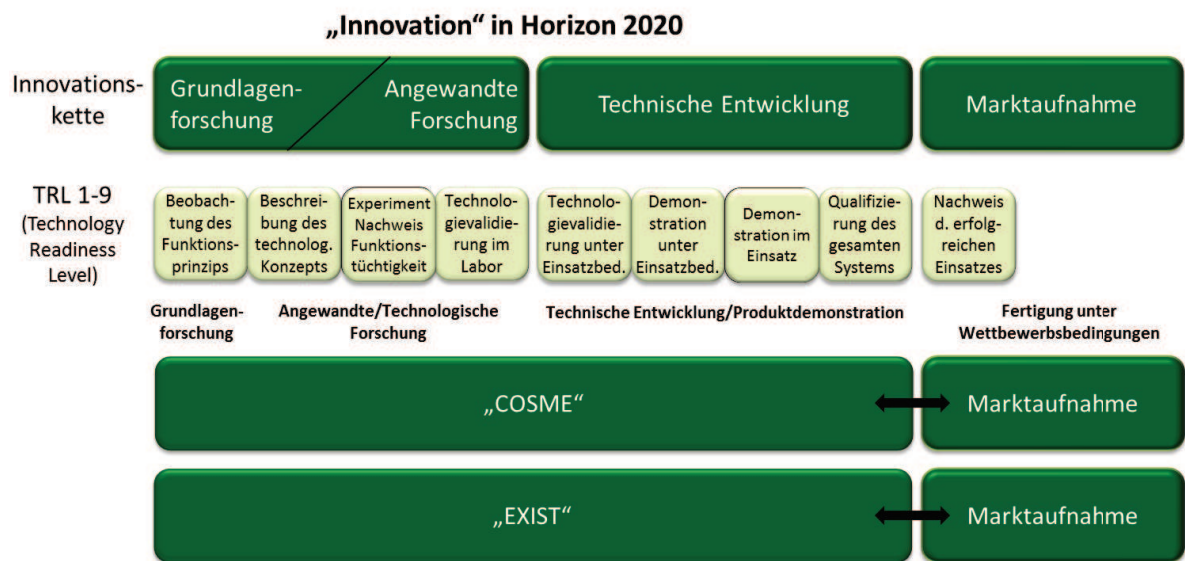 „Innovation“ in Horizon 2020
Innovations-
kette
Grundlagen-
forschung
Angewandte
Forschung
Technische Entwicklung
Marktaufnahme
TRL 1-9
(Technology
Readiness
Level)
Beobach-
tung des
Funktions-
prinzips
Beschrei-
bung des
technolog.
Konzepts
Experiment
Nachweis
Funktions-
tüchtigkeit
Technolo-
gievalidie-
rung im
Labor
Technolo-
gievalidie-
rung unter
Einsatzbed.
Demon-
stration
unter
Einsatzbed.
Demon-
stration im
Einsatz
Qualifizie-
rung des
gesamten
Systems
Nachweis
d. erfolg-
reichen
Einsatzes
Grundlagen-
forschung
Angewandte/Technologische
Forschung
Technische Entwicklung/Produktdemonstration
Fertigung unter
Wettbewerbsbedingungen
„COSME“
Marktaufnahme
„EXIST“
Marktaufnahme